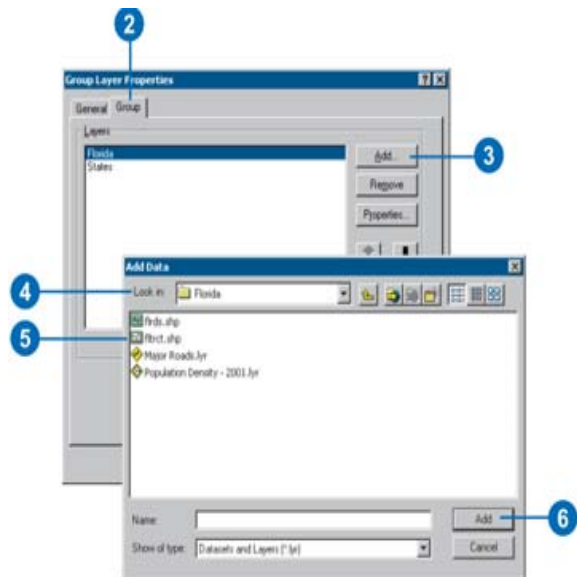 2
Group Layer Properties
General Group
Layers
Florida
States
Add...
3
Remove
Properties...
Add Data
4
Look in: Florida
flrds.shp
5
fltrct.shp
Major Roads.lyr
Population Density - 2001.lyr
Name:
Add
6
Show of type: Datasets and Layers (*.lyr)
Cancel